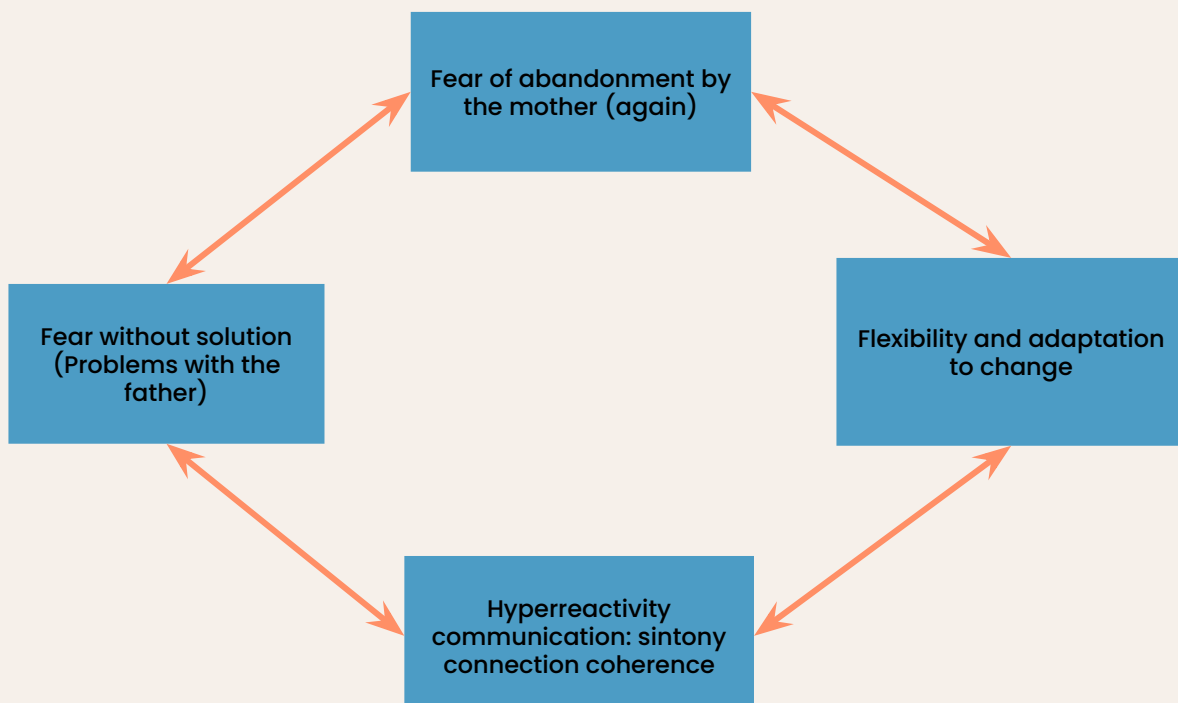 Fear of abandonment by
the mother (again)
Fear without solution
(Problems with the
father)
Flexibility and adaptation
to change
Hyperreactivity
communication: sintony
connection coherence